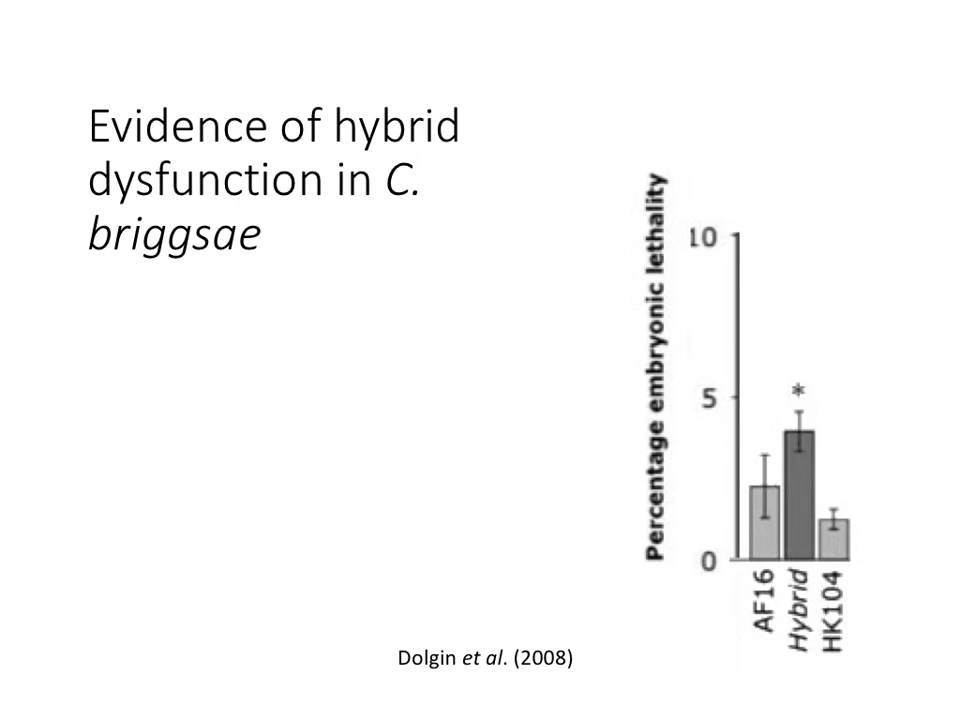 Evidence of hybrid
dysfunction in C.
briggsae
Percentage embryonic lethality
10
5
0
*
AF16
Hybrid
HK104
Dolgin et al. (2008)